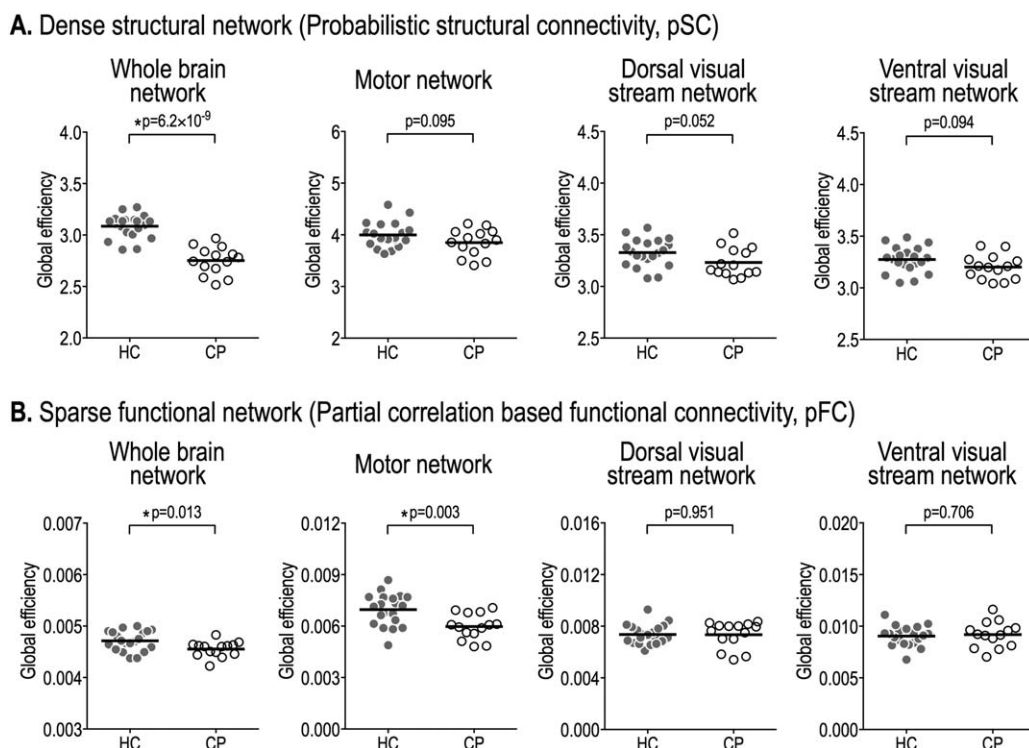 A. Dense structural network (Probabilistic structural connectivity, pSC)
Whole brain
network
*p=6.2×10⁻⁹
Global efficiency
4.0
3.5
3.0
2.5
2.0
HC CP
Motor network
p=0.095
Global efficiency
6
5
4
3
2
HC CP
Dorsal visual
stream network
p=0.052
Global efficiency
4.5
4.0
3.5
3.0
2.5
HC CP
Ventral visual
stream network
p=0.094
Global efficiency
4.5
4.0
3.5
3.0
2.5
HC CP
B. Sparse functional network (Partial correlation based functional connectivity, pFC)
Whole brain
network
*p=0.013
Global efficiency
0.007
0.006
0.005
0.004
0.003
HC CP
Motor network
*p=0.003
Global efficiency
0.012
0.009
0.006
0.003
0.000
HC CP
Dorsal visual
stream network
p=0.951
Global efficiency
0.016
0.012
0.008
0.004
0.000
HC CP
Ventral visual
stream network
p=0.706
Global efficiency
0.020
0.015
0.010
0.005
0.000
HC CP